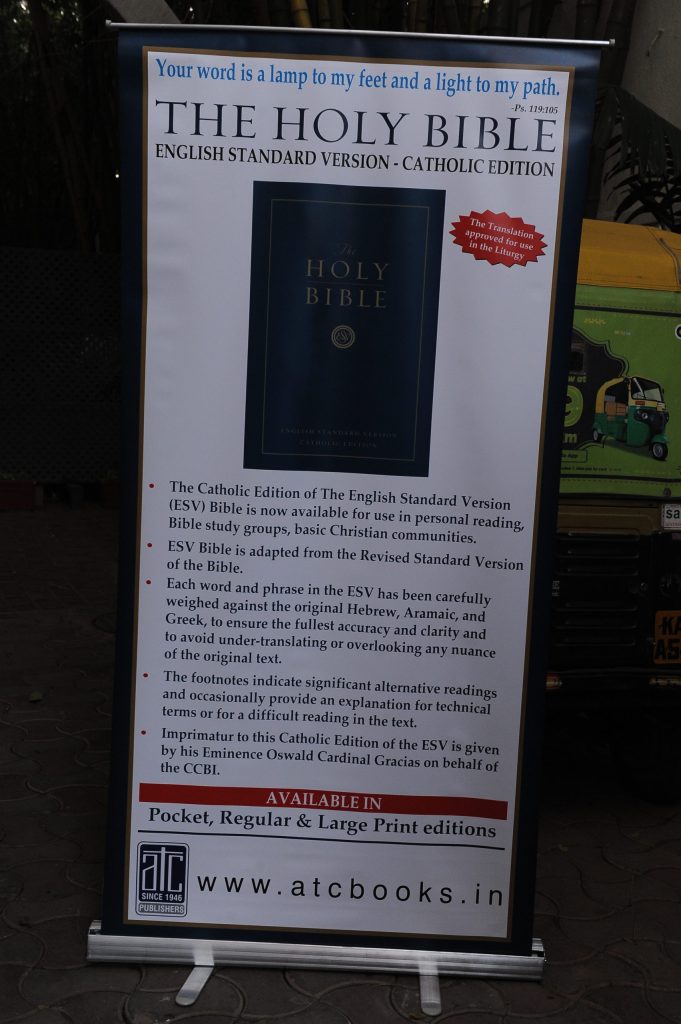 Your word is a lamp to my feet and a light to my path.
-Ps. 119:105
THE HOLY BIBLE
ENGLISH STANDARD VERSION - CATHOLIC EDITION
The Translation
approved for use
in the Liturgy
The
HOLY
BIBLE
ENGLISH STANDARD VERSION
CATHOLIC EDITION
• The Catholic Edition of The English Standard Version
(ESV) Bible is now available for use in personal reading,
Bible study groups, basic Christian communities.
• ESV Bible is adapted from the Revised Standard Version
of the Bible.
• Each word and phrase in the ESV has been carefully
weighed against the original Hebrew, Aramaic, and
Greek, to ensure the fullest accuracy and clarity and
to avoid under-translating or overlooking any nuance
of the original text.
• The footnotes indicate significant alternative readings
and occasionally provide an explanation for technical
terms or for a difficult reading in the text.
• Imprimatur to this Catholic Edition of the ESV is given
by his Eminence Oswald Cardinal Gracias on behalf of
the CCBI.
AVAILABLE IN
Pocket, Regular & Large Print editions
atc
SINCE 1946
PUBLISHERS
www.atcbooks.in
KA